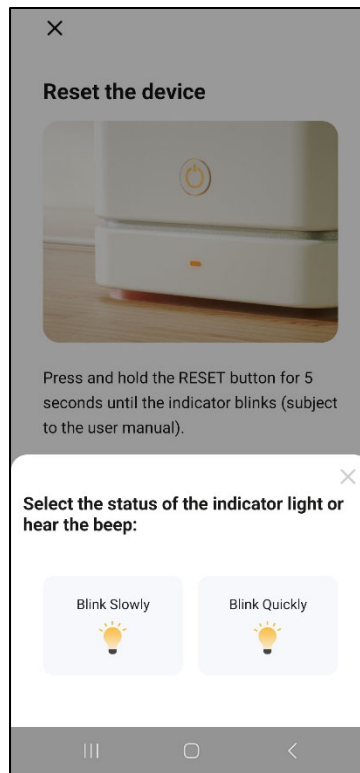 Reset the device
Press and hold the RESET button for 5
seconds until the indicator blinks (subject
to the user manual).
Select the status of the indicator light or
hear the beep:
Blink Slowly
Blink Quickly